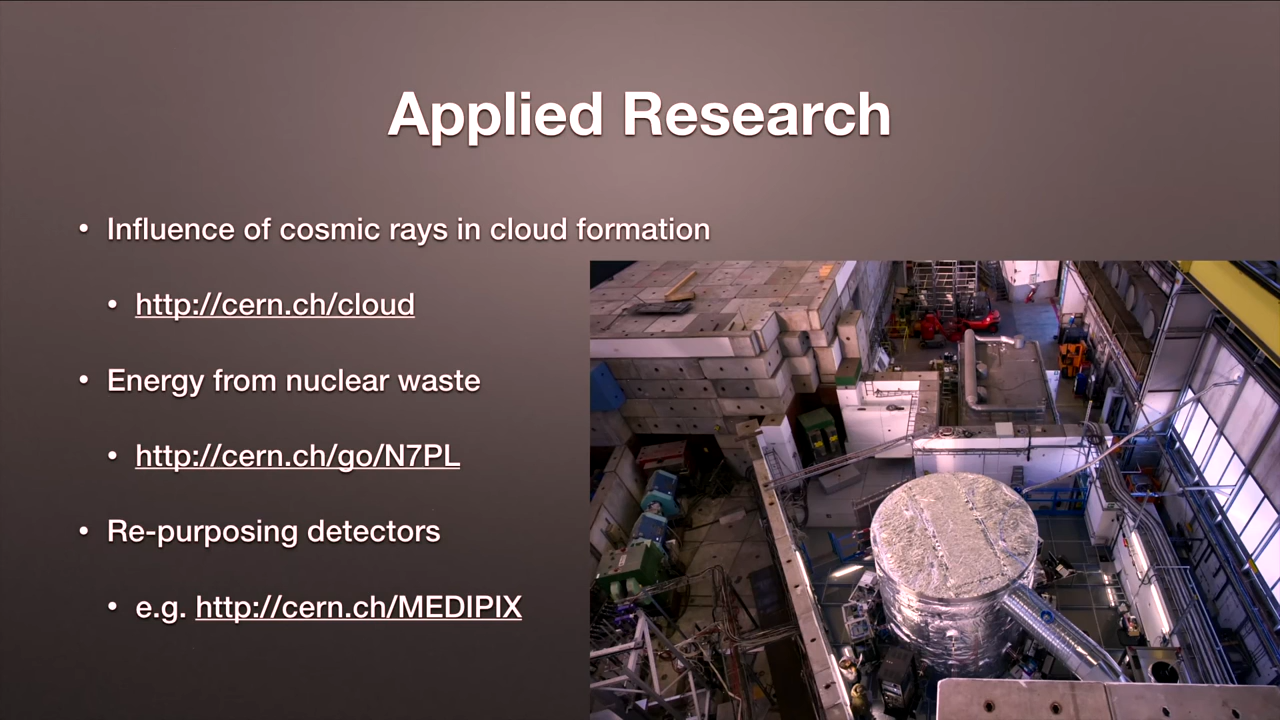 Applied Research
• Influence of cosmic rays in cloud formation
• http://cern.ch/cloud
• Energy from nuclear waste
• http://cern.ch/go/N7PL
• Re-purposing detectors
• e.g. http://cern.ch/MEDIPIX